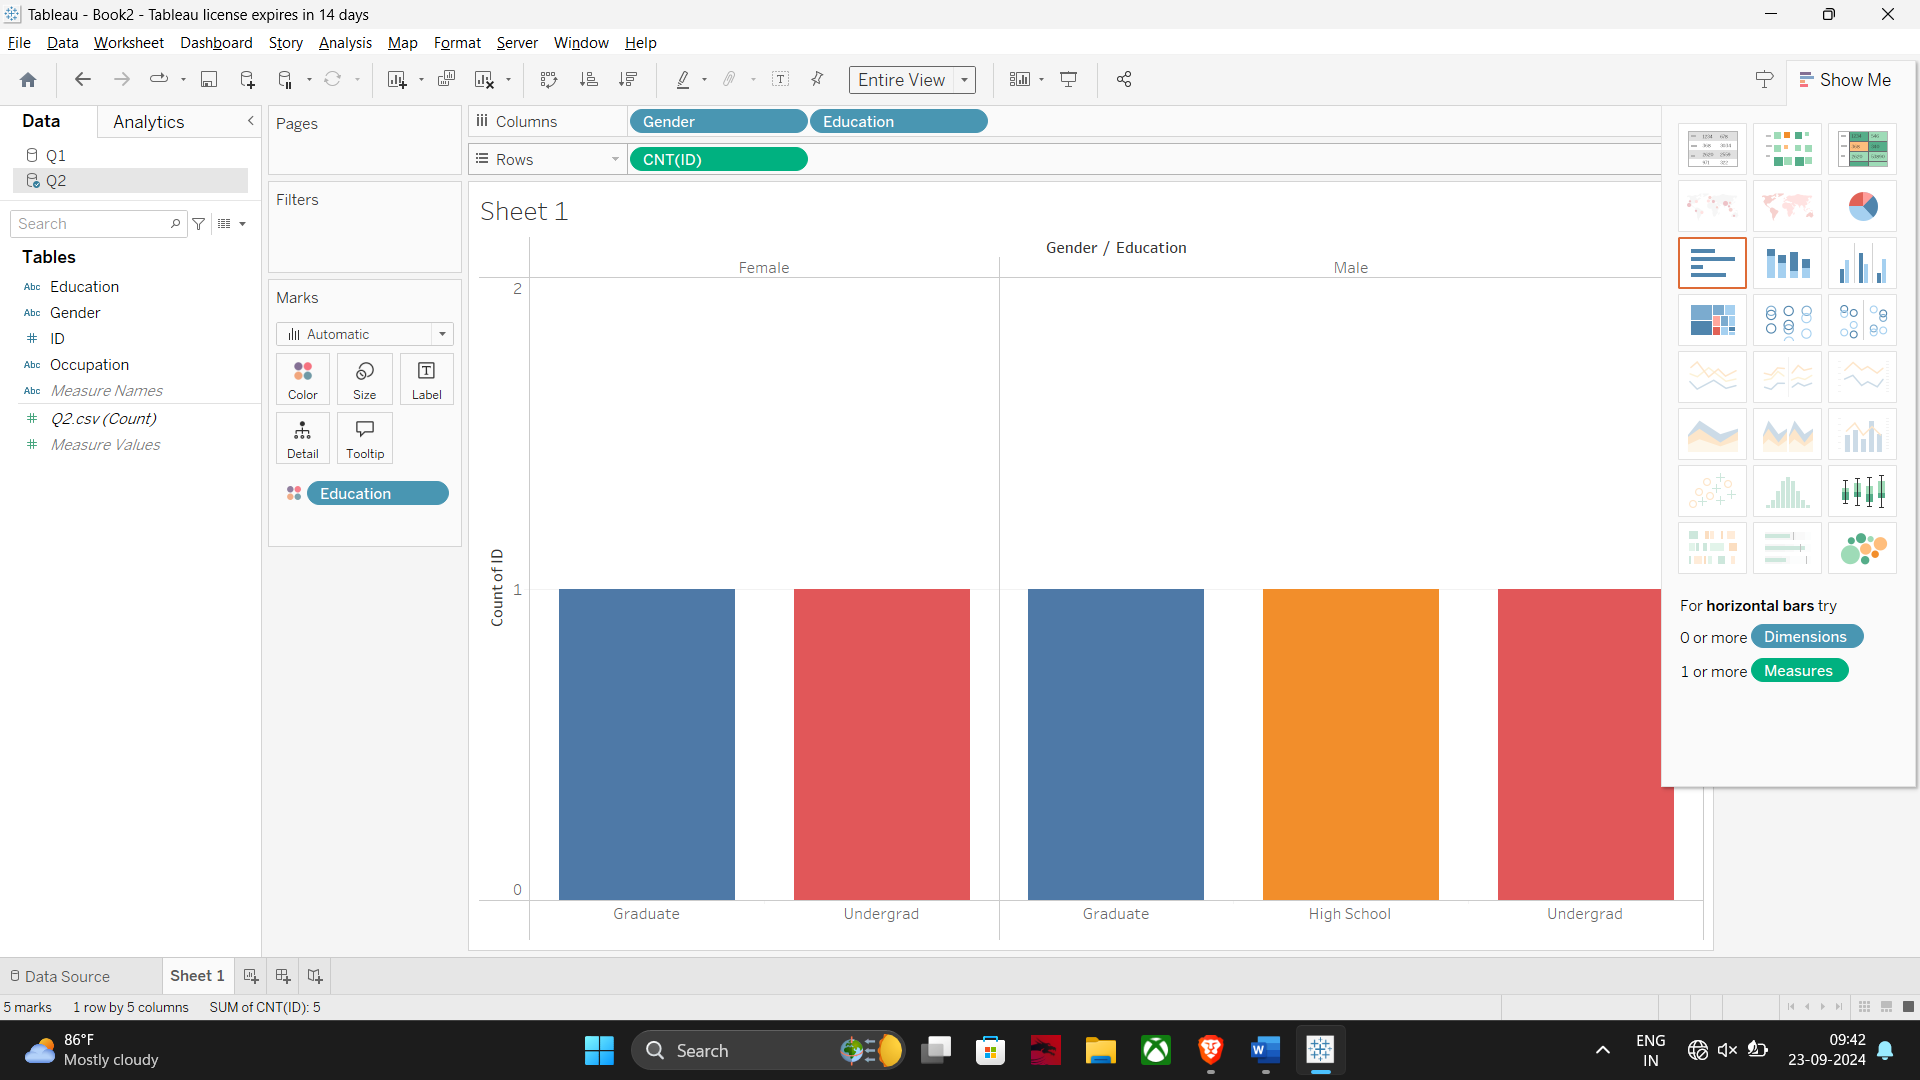 Tableau - Book2 - Tableau license expires in 14 days
File Data Worksheet Dashboard Story Analysis Map Format Server Window Help
Entire View
Show Me
Data
Analytics
Q1
Q2
Search
Tables
Abc Education
Abc Gender
# ID
Abc Occupation
Abc Measure Names
# Q2.csv (Count)
# Measure Values
Pages
Filters
Marks
Automatic
Color
Size
Label
Detail
Tooltip
Education
Columns
Gender
Education
Rows
CNT(ID)
Sheet 1
Gender / Education
Female
Male
2
1
0
Count of ID
Graduate
Undergrad
Graduate
High School
Undergrad
For horizontal bars try
0 or more Dimensions
1 or more Measures
Data Source
Sheet 1
5 marks
1 row by 5 columns
SUM of CNT(ID): 5
86°F
Mostly cloudy
Search
ENG
IN
09:42
23-09-2024